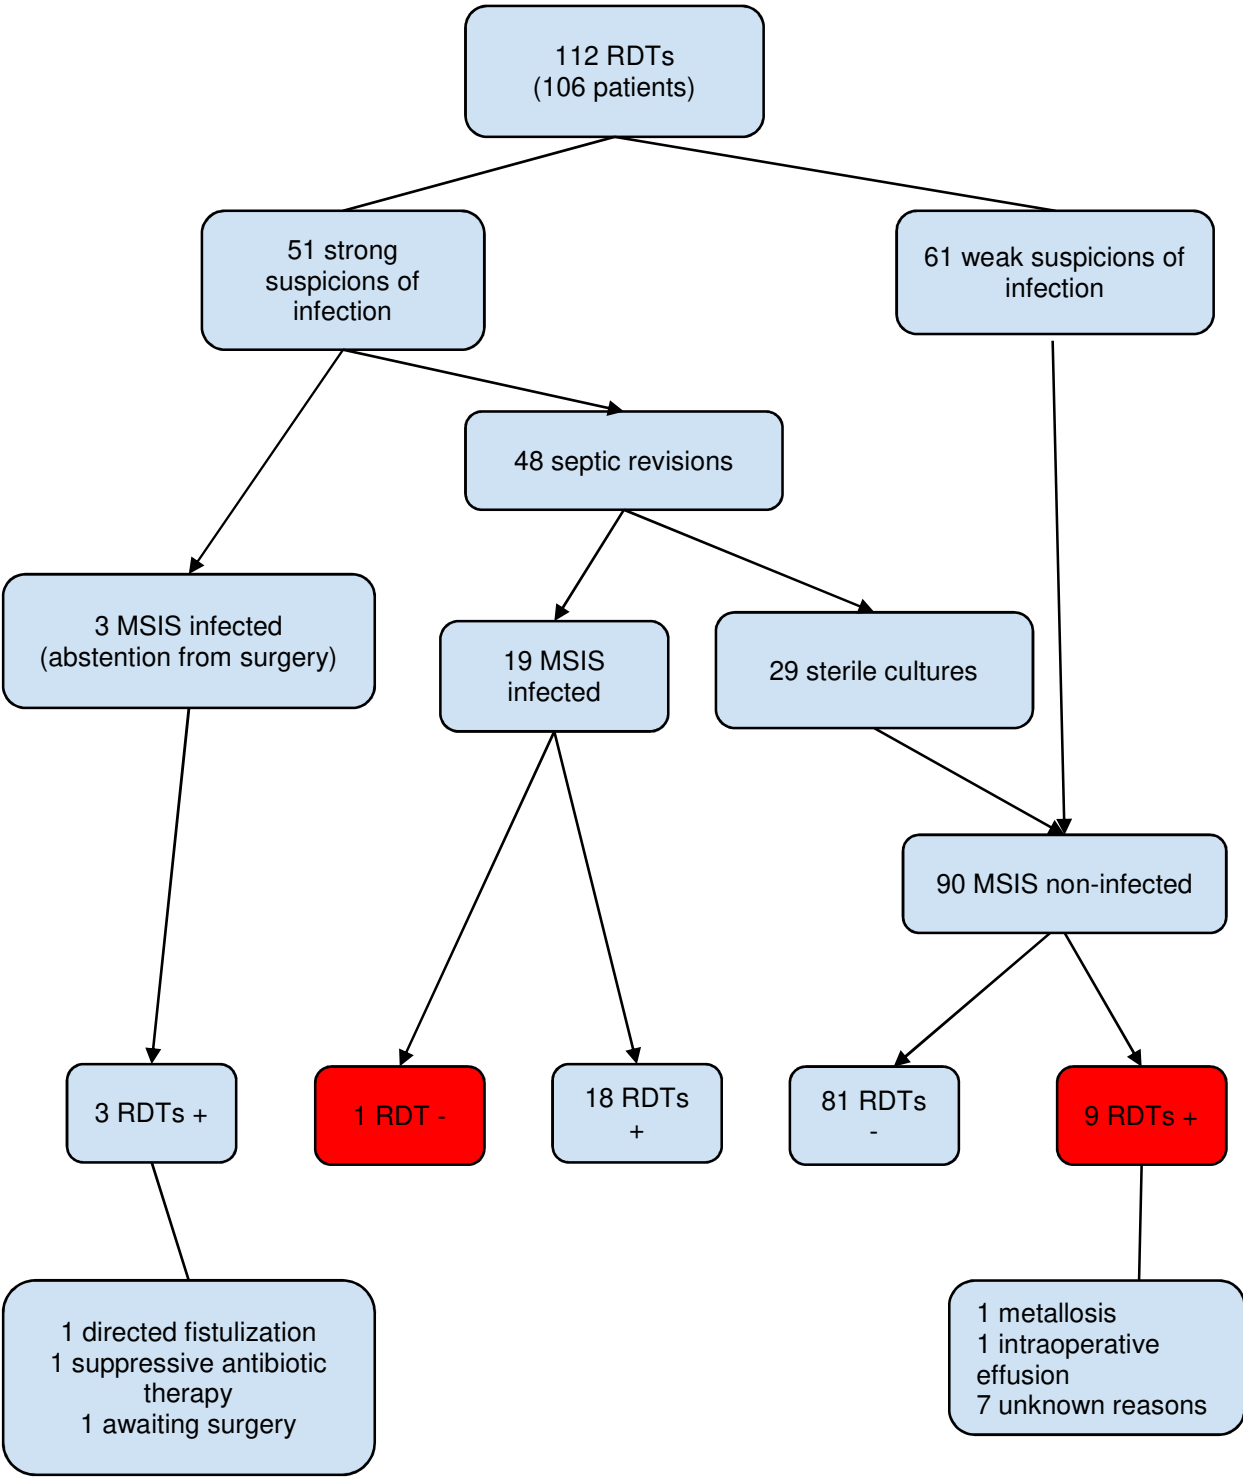 112 RDTs
(106 patients)
51 strong
suspicions of
infection
61 weak suspicions of
infection
48 septic revisions
3 MSIS infected
(abstention from surgery)
19 MSIS
infected
29 sterile cultures
90 MSIS non-infected
3 RDTs +
1 RDT -
18 RDTs
+
81 RDTs
-
9 RDTs +
1 directed fistulization
1 suppressive antibiotic
therapy
1 awaiting surgery
1 metallosis
1 intraoperative
effusion
7 unknown reasons